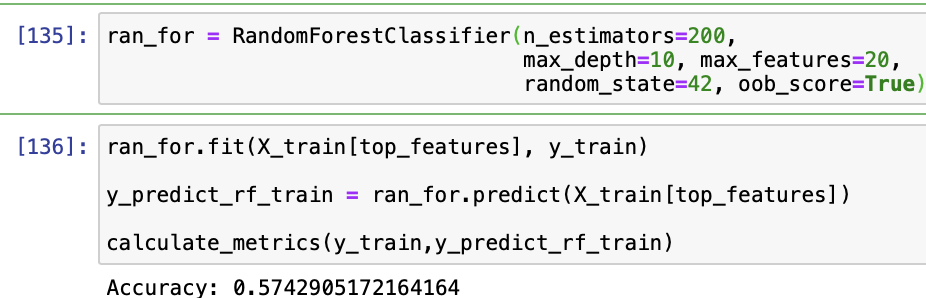 [135]: ran_for = RandomForestClassifier(n_estimators=200,
max_depth=10, max_features=20,
random_state=42, oob_score=True)
[136]: ran_for.fit(X_train[top_features], y_train)
y_predict_rf_train = ran_for.predict(X_train[top_features])
calculate_metrics(y_train,y_predict_rf_train)
Accuracy: 0.5742905172164164